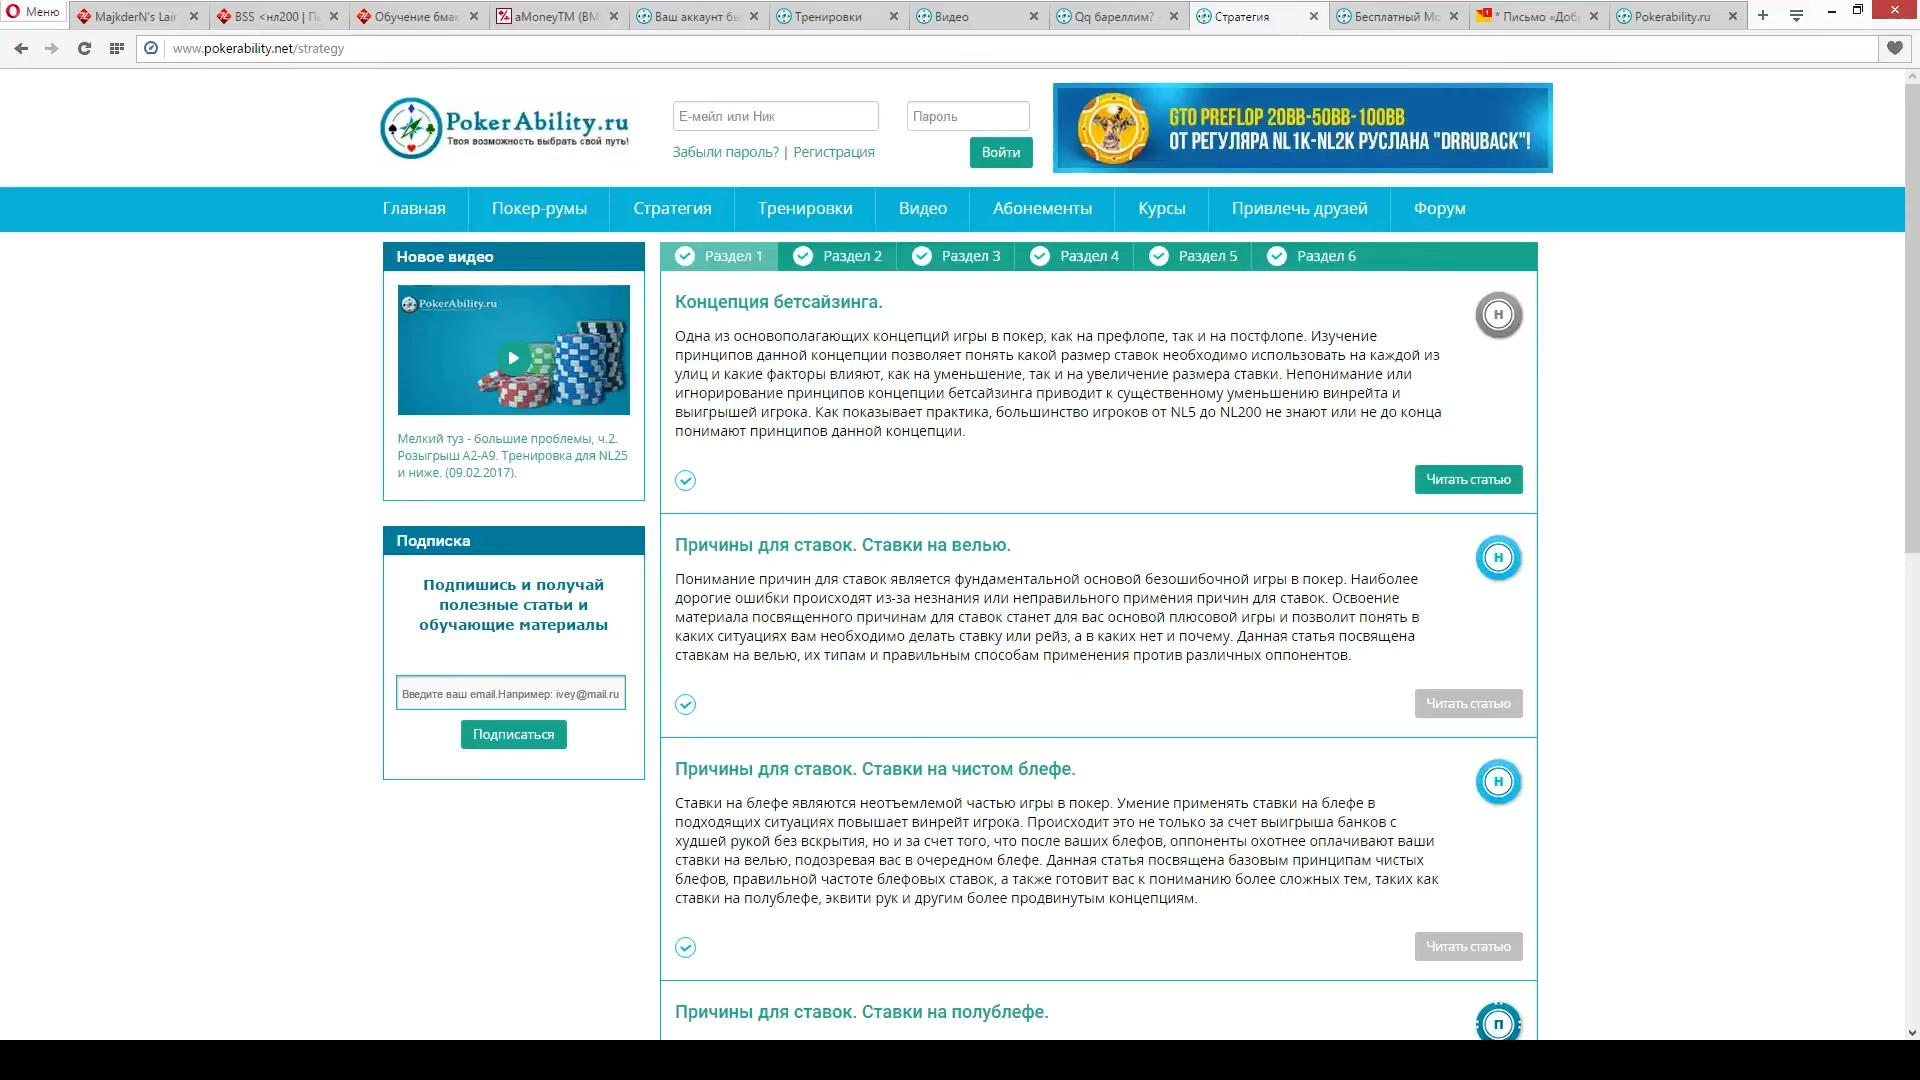 Меню
MajkderN's Lair
BSS <нл200 | По
Обучение бмак
aMoneyTM (BM
Ваш аккаунт бы
Тренировки
Видео
Qq бареллим?
Стратегия
Бесплатный Мо
* Письмо «Доб
Pokerability.ru
www.pokerability.net/strategy
PokerAbility.ru
Твоя возможность выбрать свой путь!
Е-мейл или Ник
Пароль
Забыли пароль? | Регистрация
Войти
GTO PREFLOP 20BB-50BB-100BB
ОТ РЕГУЛЯРА NL1K-NL2K РУСЛАНА "DRRUBACK"!
Главная
Покер-румы
Стратегия
Тренировки
Видео
Абонементы
Курсы
Привлечь друзей
Форум
Новое видео
PokerAbility.ru
Мелкий туз - большие проблемы, ч.2.
Розыгрыш А2-А9. Тренировка для NL25
и ниже. (09.02.2017).
Подписка
Подпишись и получай
полезные статьи и
обучающие материалы
Введите ваш email.Например: ivey@mail.ru
Подписаться
Раздел 1
Раздел 2
Раздел 3
Раздел 4
Раздел 5
Раздел 6
Концепция бетсайзинга.
Н
Одна из основополагающих концепций игры в покер, как на префлопе, так и на постфлопе. Изучение
принципов данной концепции позволяет понять какой размер ставок необходимо использовать на каждой из
улиц и какие факторы влияют, как на уменьшение, так и на увеличение размера ставки. Непонимание или
игнорирование принципов концепции бетсайзинга приводит к существенному уменьшению винрейта и
выигрышей игрока. Как показывает практика, большинство игроков от NL5 до NL200 не знают или не до конца
понимают принципов данной концепции.
Читать статью
Причины для ставок. Ставки на велью.
Н
Понимание причин для ставок является фундаментальной основой безошибочной игры в покер. Наиболее
дорогие ошибки происходят из-за незнания или неправильного примения причин для ставок. Освоение
материала посвященного причинам для ставок станет для вас основой плюсовой игры и позволит понять в
каких ситуациях вам необходимо делать ставку или рейз, а в каких нет и почему. Данная статья посвящена
ставкам на велью, их типам и правильным способам применения против различных оппонентов.
Читать статью
Причины для ставок. Ставки на чистом блефе.
Н
Ставки на блефе являются неотъемлемой частью игры в покер. Умение применять ставки на блефе в
подходящих ситуациях повышает винрейт игрока. Происходит это не только за счет выигрыша банков с
худшей рукой без вскрытия, но и за счет того, что после ваших блефов, оппоненты охотнее оплачивают ваши
ставки на велью, подозревая вас в очередном блефе. Данная статья посвящена базовым принципам чистых
блефов, правильной частоте блефовых ставок, а также готовит вас к пониманию более сложных тем, таких как
ставки на полублефе, эквити рук и другим более продвинутым концепциям.
Читать статью
Причины для ставок. Ставки на полублефе.
П